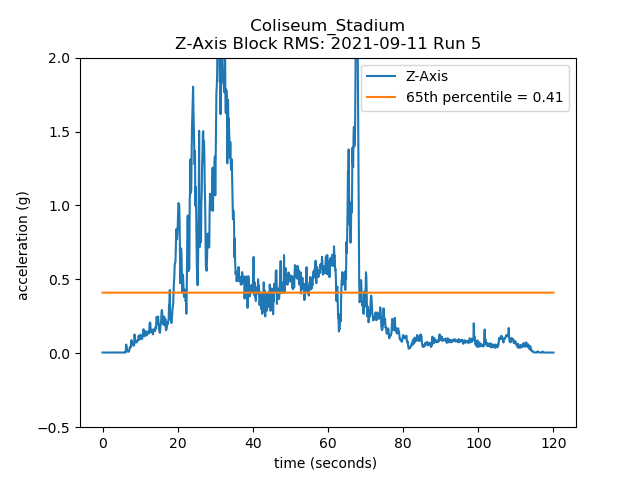 Coliseum_Stadium
Z-Axis Block RMS: 2021-09-11 Run 5
2.0
1.5
1.0
0.5
0.0
−0.5
acceleration (g)
Z-Axis
65th percentile = 0.41
0 20 40 60 80 100 120
time (seconds)